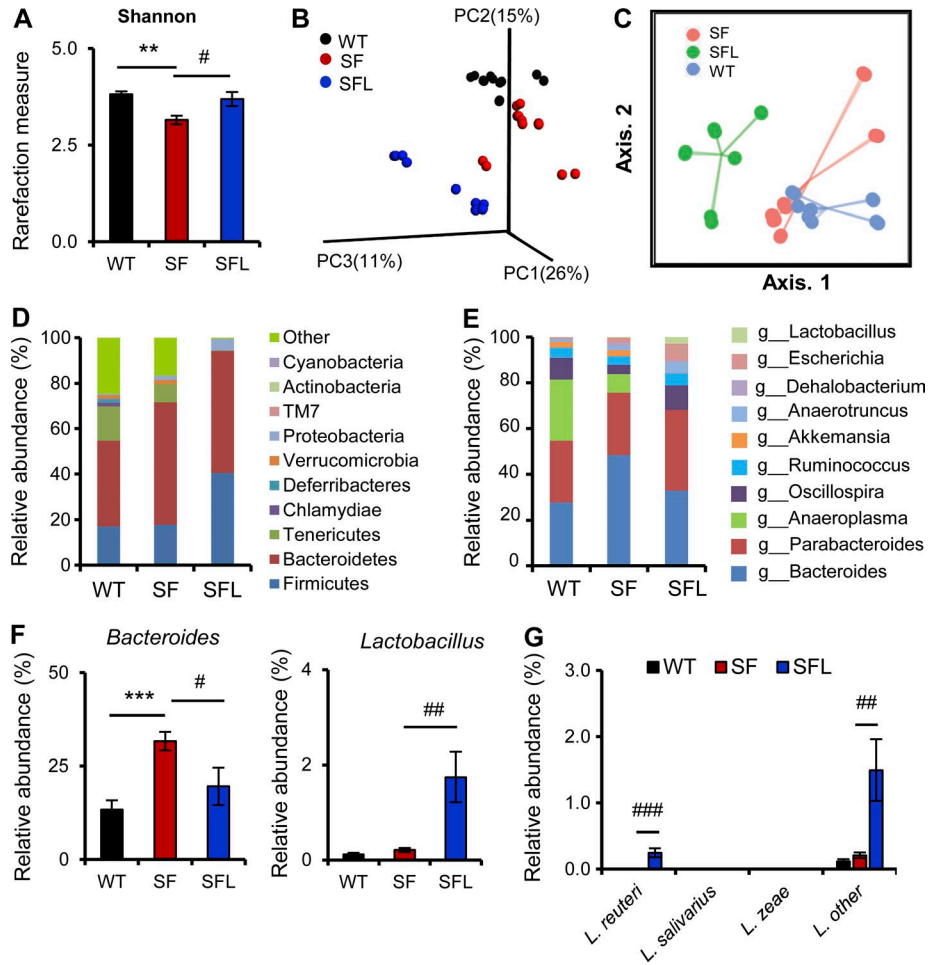 A
Shannon
Rarefaction measure
5.0
2.5
0.0
**
#
WT
SF
SFL
B
PC2(15%)
WT
SF
SFL
PC3(11%)
PC1(26%)
C
SF
SFL
WT
Axis. 2
Axis. 1
D
Relative abundance (%)
100
80
60
40
20
0
WT
SF
SFL
Other
Cyanobacteria
Actinobacteria
TM7
Proteobacteria
Verrucomicrobia
Deferribacteres
Chlamydiae
Tenericutes
Bacteroidetes
Firmicutes
E
Relative abundance (%)
100
80
60
40
20
0
WT
SF
SFL
g__Lactobacillus
g__Escherichia
g__Dehalobacterium
g__Anaerotruncus
g__Akkemansia
g__Ruminococcus
g__Oscillospira
g__Anaeroplasma
g__Parabacteroides
g__Bacteroides
F
Bacteroides
Relative abundance (%)
50
25
0
***
#
WT
SF
SFL
Lactobacillus
Relative abundance (%)
4
2
0
##
WT
SF
SFL
G
Relative abundance (%)
3.0
2.0
1.0
0.0
WT
SF
SFL
###
##
L. reuteri
L. salivarius
L. zeae
L. other